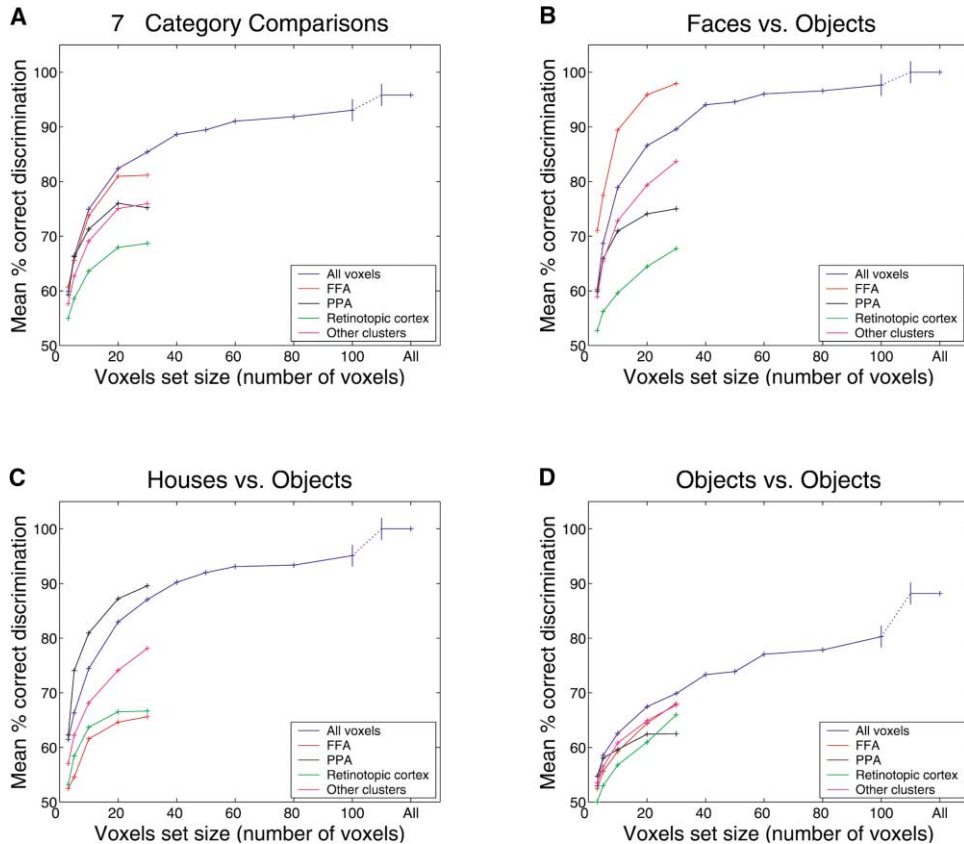 A
7 Category Comparisons
Mean % correct discrimination
100
90
80
70
60
50
0 20 40 60 80 100 All
Voxels set size (number of voxels)
All voxels
FFA
PPA
Retinotopic cortex
Other clusters
B
Faces vs. Objects
Mean % correct discrimination
100
90
80
70
60
50
0 20 40 60 80 100 All
Voxels set size (number of voxels)
All voxels
FFA
PPA
Retinotopic cortex
Other clusters
C
Houses vs. Objects
Mean % correct discrimination
100
90
80
70
60
50
0 20 40 60 80 100 All
Voxels set size (number of voxels)
All voxels
FFA
PPA
Retinotopic cortex
Other clusters
D
Objects vs. Objects
Mean % correct discrimination
100
90
80
70
60
50
0 20 40 60 80 100 All
Voxels set size (number of voxels)
All voxels
FFA
PPA
Retinotopic cortex
Other clusters